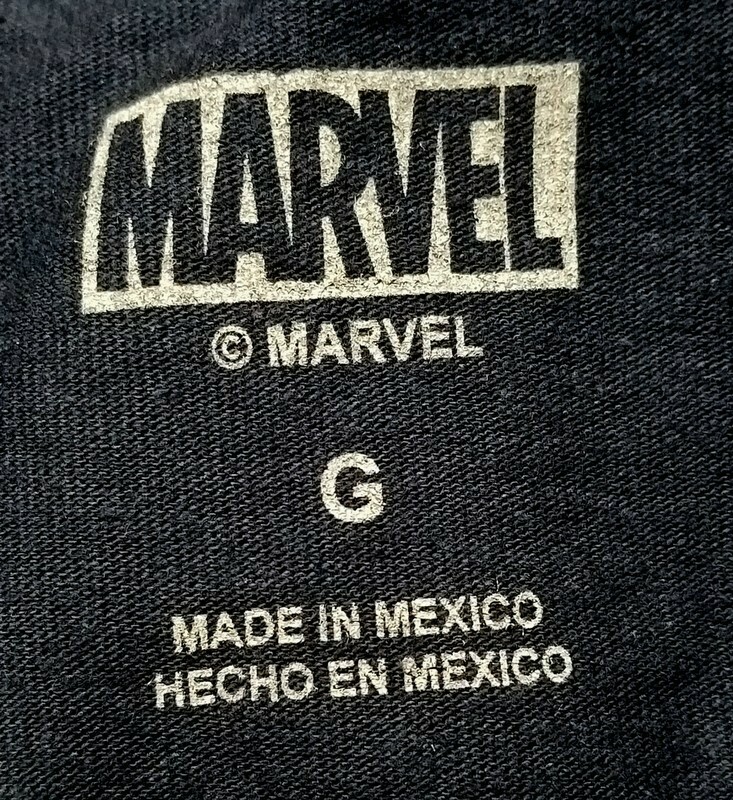 MARVEL
© MARVEL
G
MADE IN MEXICO
HECHO EN MEXICO